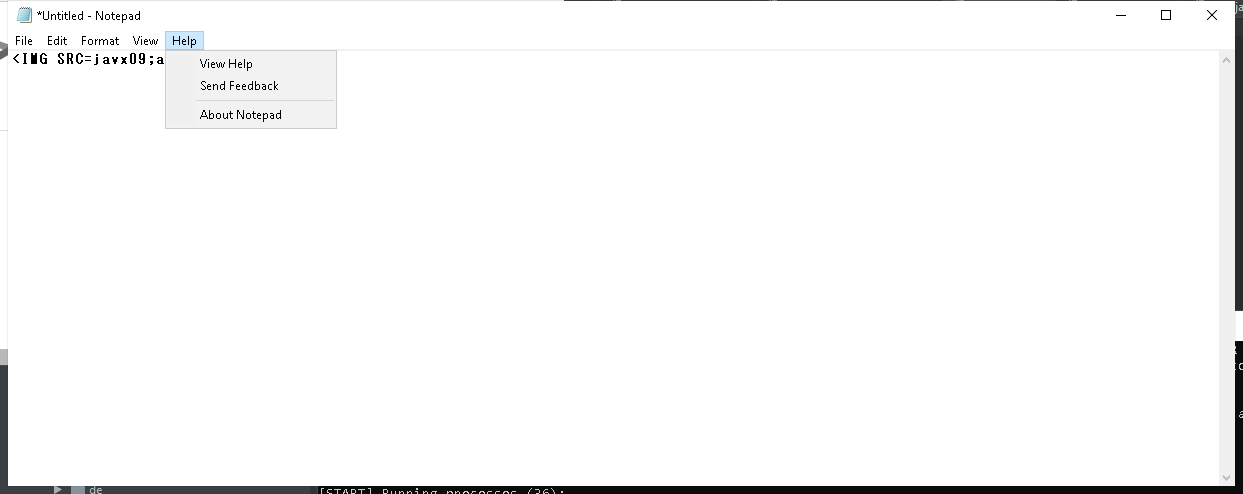 *Untitled - Notepad
File Edit Format View Help
<IMG SRC=javx09;a
View Help
Send Feedback
About Notepad
de
[START] Running processes (36):